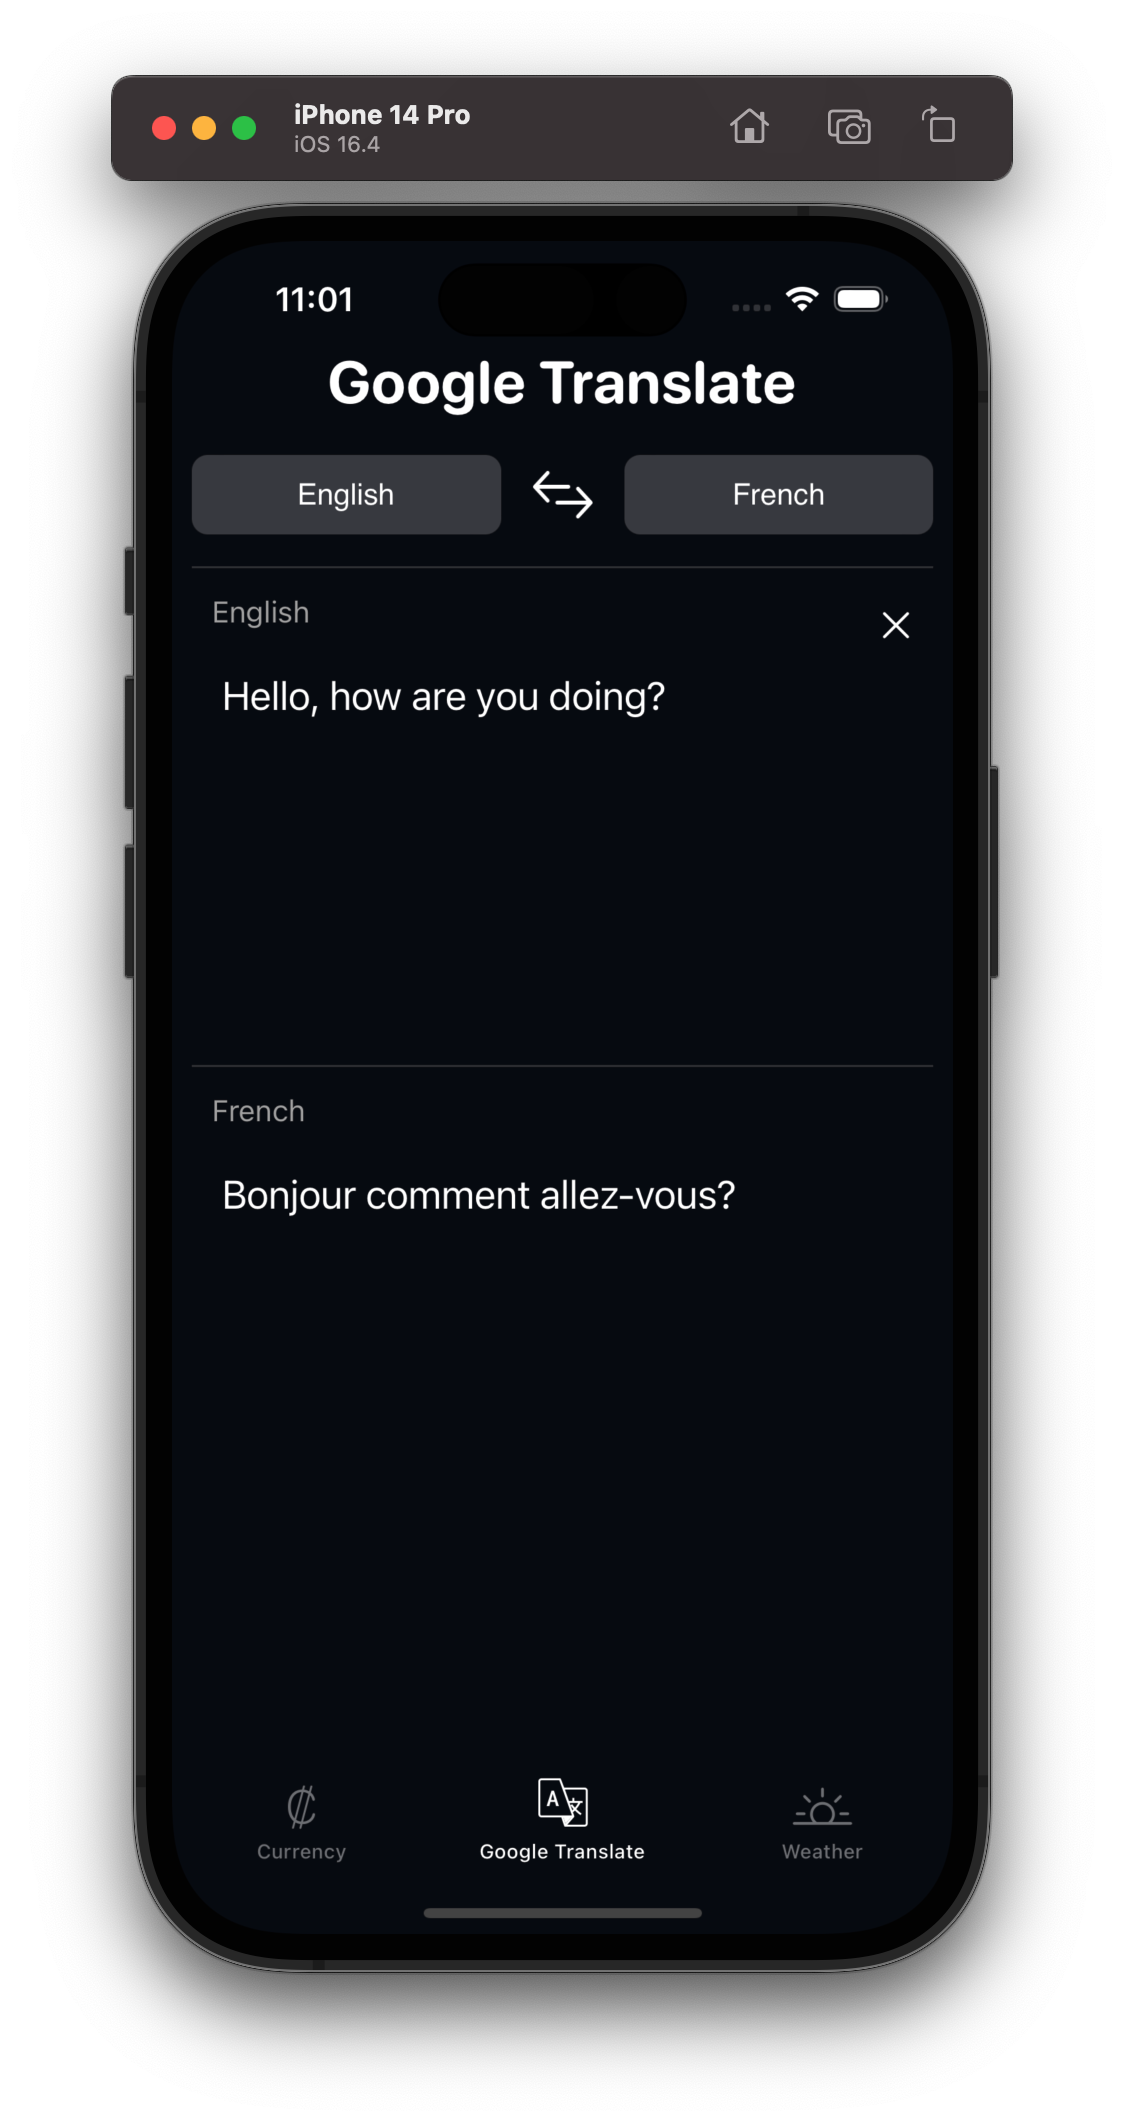 iPhone 14 Pro
iOS 16.4
11:01
Google Translate
English
French
English
Hello, how are you doing?
French
Bonjour comment allez-vous?
A 文
Currency
Google Translate
Weather